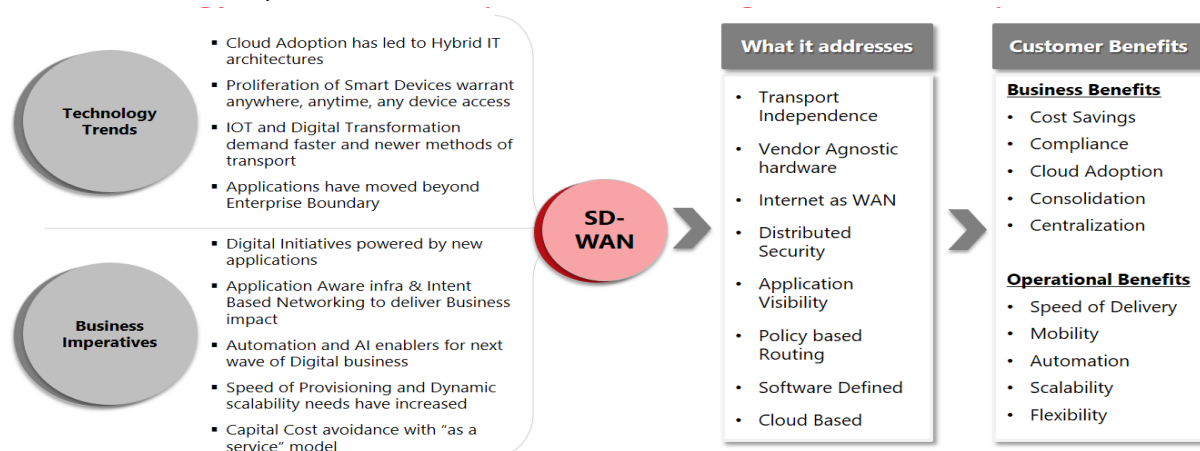 Technology
Trends
▪ Cloud Adoption has led to Hybrid IT
architectures
▪ Proliferation of Smart Devices warrant
anywhere, anytime, any device access
▪ IOT and Digital Transformation
demand faster and newer methods of
transport
▪ Applications have moved beyond
Enterprise Boundary
Business
Imperatives
▪ Digital Initiatives powered by new
applications
▪ Application Aware infra & Intent
Based Networking to deliver Business
impact
▪ Automation and AI enablers for next
wave of Digital business
▪ Speed of Provisioning and Dynamic
scalability needs have increased
▪ Capital Cost avoidance with “as a
service” model
SD-
WAN
What it addresses
• Transport
Independence
• Vendor Agnostic
hardware
• Internet as WAN
• Distributed
Security
• Application
Visibility
• Policy based
Routing
• Software Defined
• Cloud Based
Customer Benefits
Business Benefits
• Cost Savings
• Compliance
• Cloud Adoption
• Consolidation
• Centralization
Operational Benefits
• Speed of Delivery
• Mobility
• Automation
• Scalability
• Flexibility